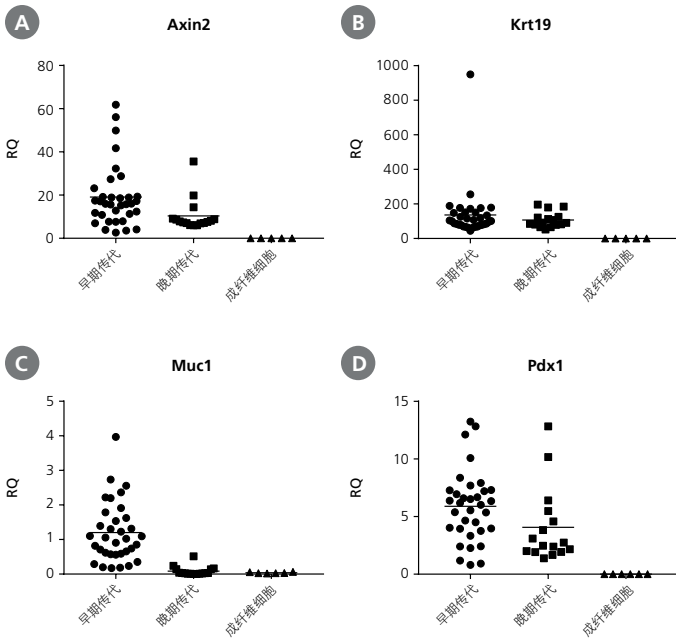 A
Axin2
80
60
40
20
0
RQ
早期传代
晚期传代
成纤维细胞
B
Krt19
1000
800
600
400
200
0
RQ
早期传代
晚期传代
成纤维细胞
C
Muc1
5
4
3
2
1
0
RQ
早期传代
晚期传代
成纤维细胞
D
Pdx1
15
10
5
0
RQ
早期传代
晚期传代
成纤维细胞